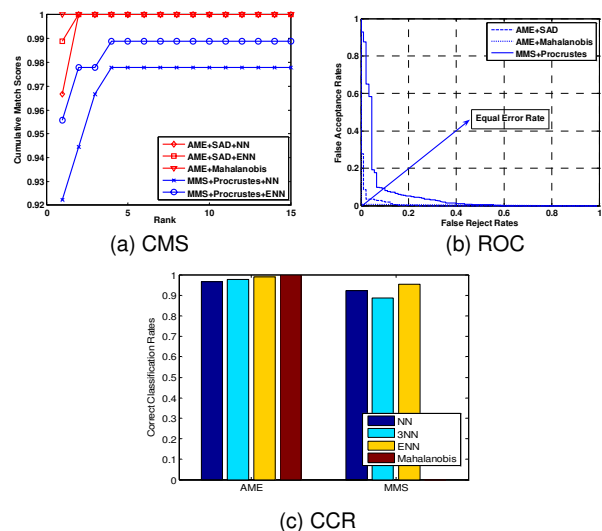 1
0.99
0.98
0.97
0.96
0.95
0.94
0.93
0.92
0
5
10
15
Cumulative Match Scores
Rank
AME+SAD+NN
AME+SAD+ENN
AME+Mahalanobis
MMS+Procrustes+NN
MMS+Procrustes+ENN
(a) CMS
1
0.8
0.6
0.4
0.2
0
0
0.2
0.4
0.6
0.8
1
False Acceptance Rates
False Reject Rates
AME+SAD
AME+Mahalanobis
MMS+Procrustes
Equal Error Rate
(b) ROC
1
0.9
0.8
0.7
0.6
0.5
0.4
0.3
0.2
0.1
0
Correct Classification Rates
AME
MMS
NN
3NN
ENN
Mahalanobis
(c) CCR